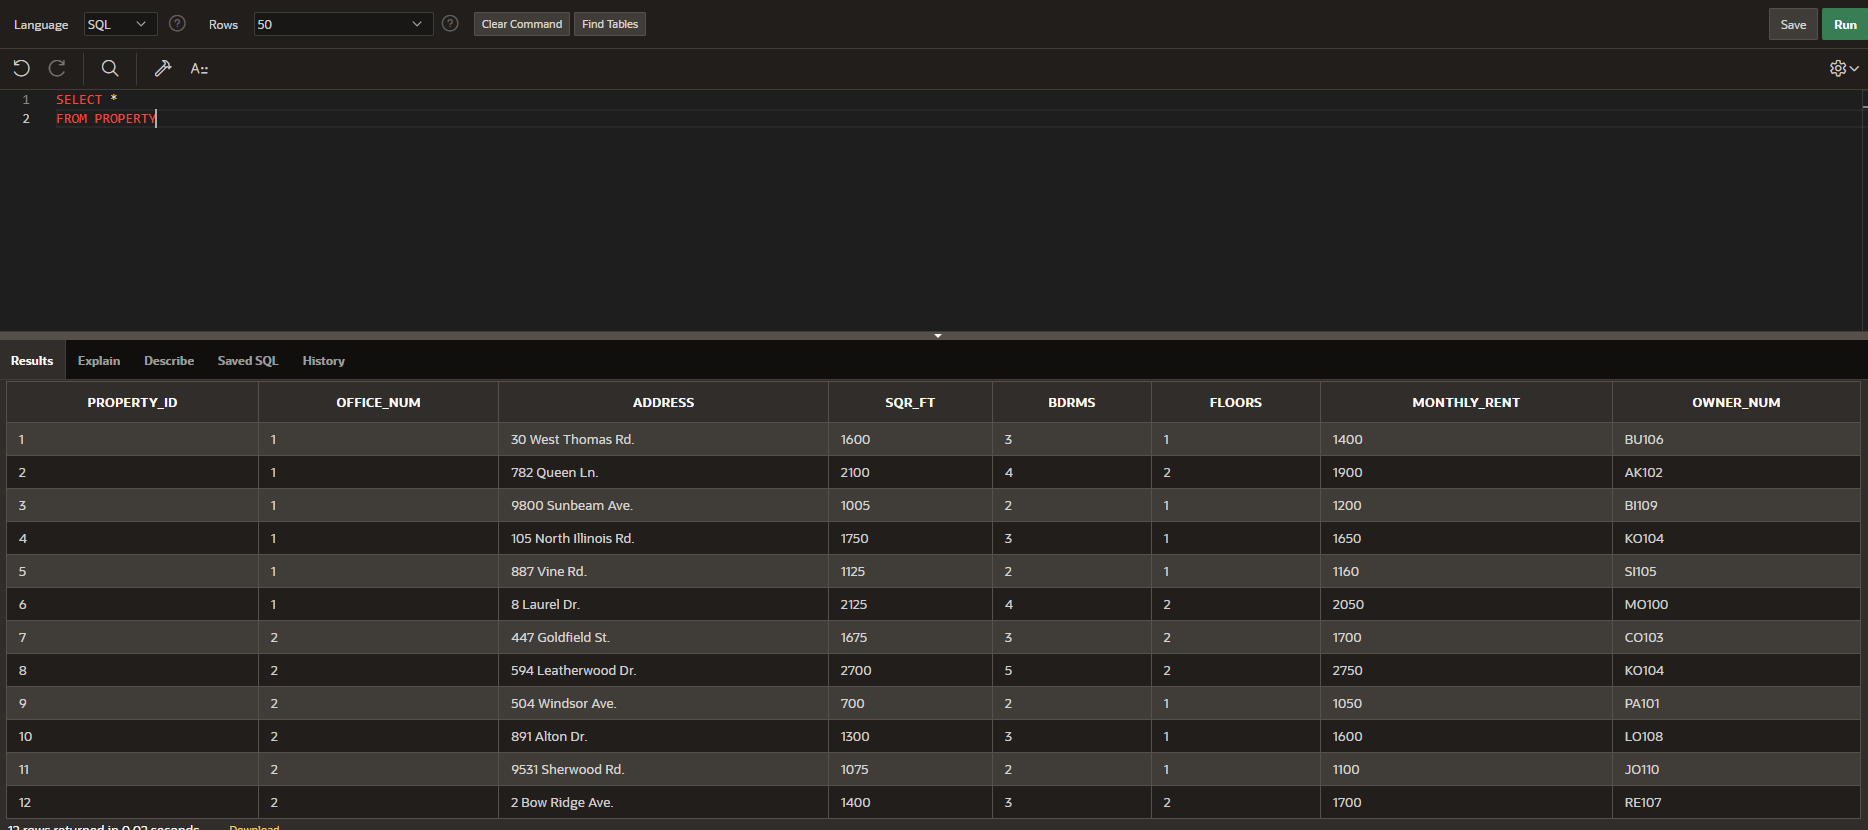 Language SQL Rows 50 Clear Command Find Tables Save Run
A
1 SELECT *
2 FROM PROPERTY
Results Explain Describe Saved SQL History
PROPERTY_ID OFFICE_NUM ADDRESS SQR_FT BDRMS FLOORS MONTHLY_RENT OWNER_NUM
1 1 30 West Thomas Rd. 1600 3 1 1400 BU106
2 1 782 Queen Ln. 2100 4 2 1900 AK102
3 1 9800 Sunbeam Ave. 1005 2 1 1200 BI109
4 1 105 North Illinois Rd. 1750 3 1 1650 KO104
5 1 887 Vine Rd. 1125 2 1 1160 SI105
6 1 8 Laurel Dr. 2125 4 2 2050 MO100
7 2 447 Goldfield St. 1675 3 2 1700 CO103
8 2 594 Leatherwood Dr. 2700 5 2 2750 KO104
9 2 504 Windsor Ave. 700 2 1 1050 PA101
10 2 891 Alton Dr. 1300 3 1 1600 LO108
11 2 9531 Sherwood Rd. 1075 2 1 1100 JO110
12 2 2 Bow Ridge Ave. 1400 3 2 1700 RE107
12 rows returned in 0.02 seconds Download